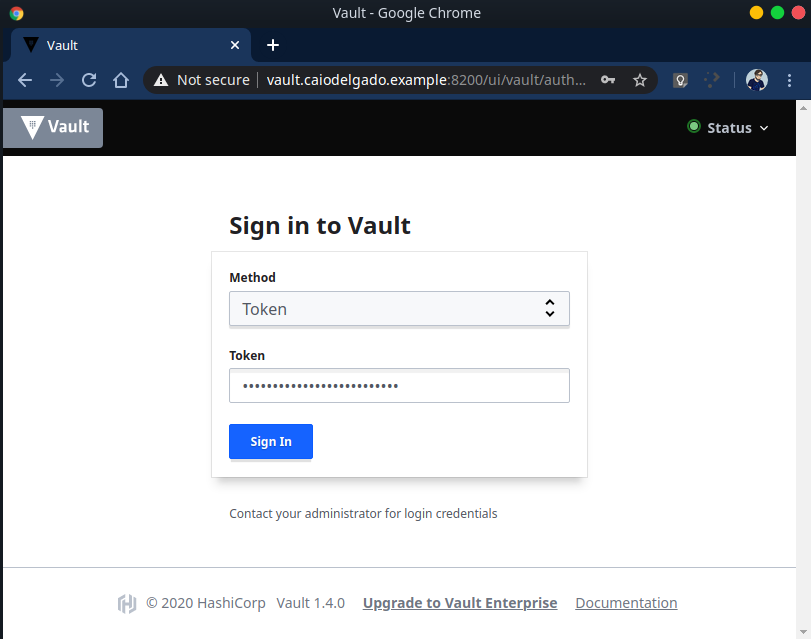 Vault - Google Chrome
Vault
Not secure vault.caiodelgado.example:8200/ui/vault/auth...
Vault
Status
Sign in to Vault
Method
Token
Token
••••••••••••••••••••••••••
Sign In
Contact your administrator for login credentials
© 2020 HashiCorp Vault 1.4.0 Upgrade to Vault Enterprise Documentation